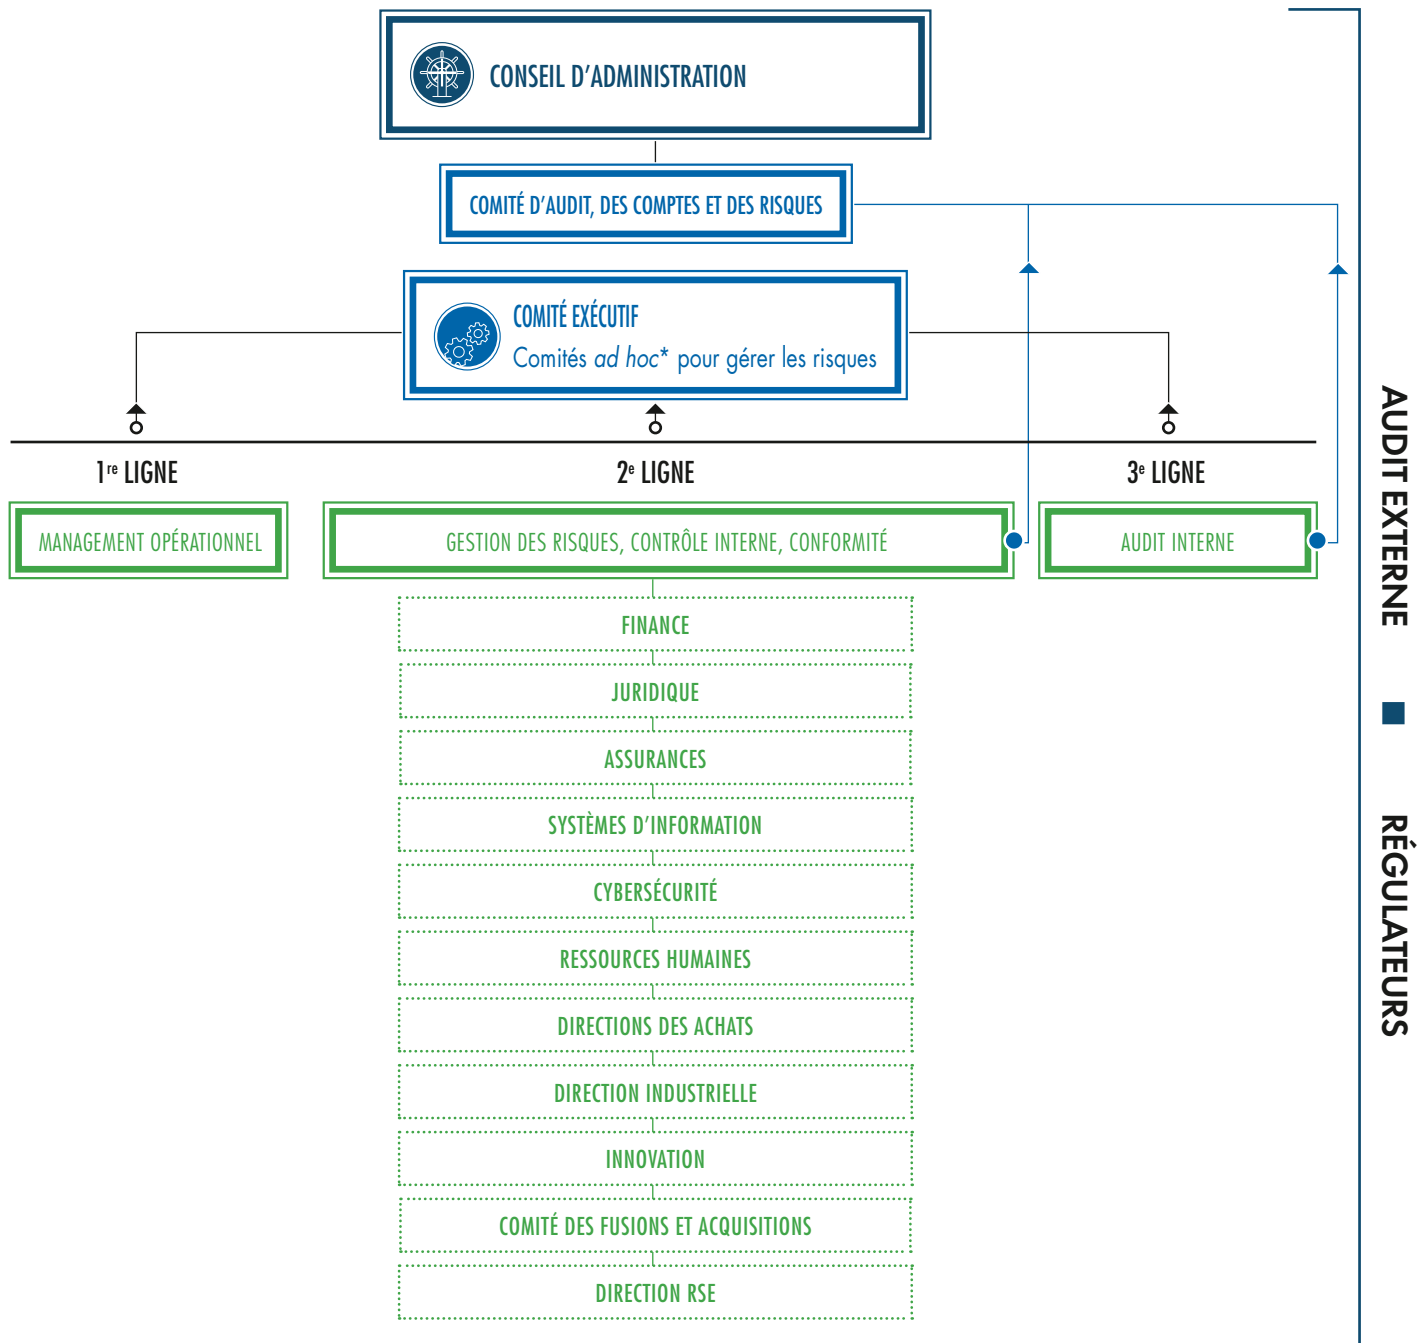 CONSEIL D’ADMINISTRATION
COMITÉ D’AUDIT, DES COMPTES ET DES RISQUES
COMITÉ EXÉCUTIF
Comités ad hoc* pour gérer les risques
1re LIGNE
2e LIGNE
3e LIGNE
MANAGEMENT OPÉRATIONNEL
GESTION DES RISQUES, CONTRÔLE INTERNE, CONFORMITÉ
AUDIT INTERNE
FINANCE
JURIDIQUE
ASSURANCES
SYSTÈMES D’INFORMATION
CYBERSÉCURITÉ
RESSOURCES HUMAINES
DIRECTIONS DES ACHATS
DIRECTION INDUSTRIELLE
INNOVATION
COMITÉ DES FUSIONS ET ACQUISITIONS
DIRECTION RSE
AUDIT EXTERNE
RÉGULATEURS